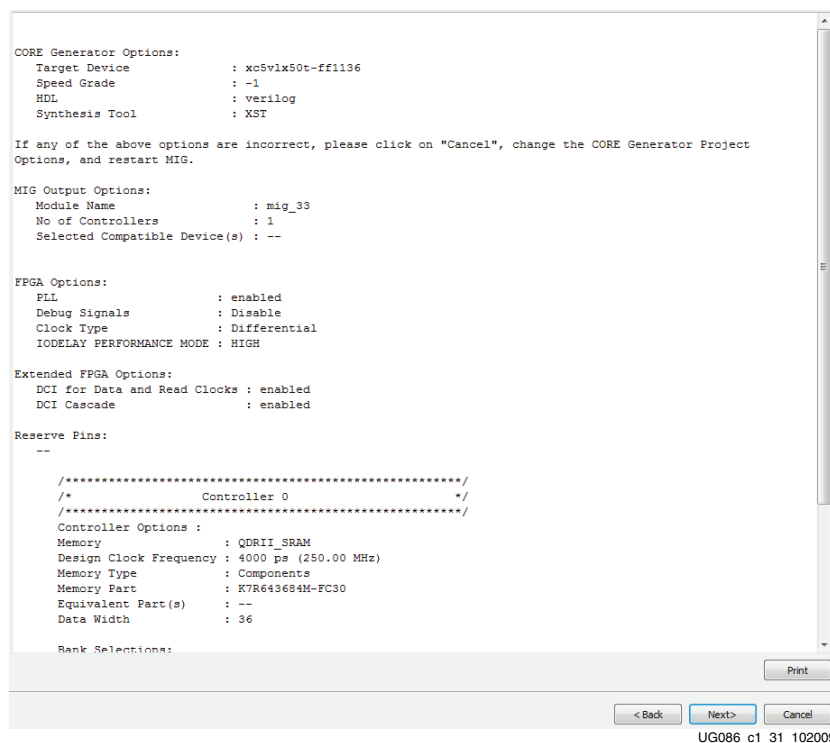 CORE Generator Options:
Target Device : xc5vlx50t-ff1136
Speed Grade : -1
HDL : verilog
Synthesis Tool : XST
If any of the above options are incorrect, please click on "Cancel", change the CORE Generator Project
Options, and restart MIG.
MIG Output Options:
Module Name : mig_33
No of Controllers : 1
Selected Compatible Device(s) : --
FPGA Options:
PLL : enabled
Debug Signals : Disable
Clock Type : Differential
IODELAY PERFORMANCE MODE : HIGH
Extended FPGA Options:
DCI for Data and Read Clocks : enabled
DCI Cascade : enabled
Reserve Pins:
--
/*******************************************************/
/* Controller 0 */
/*******************************************************/
Controller Options :
Memory : QDRII_SRAM
Design Clock Frequency : 4000 ps (250.00 MHz)
Memory Type : Components
Memory Part : K7R643684M-FC30
Equivalent Part(s) : --
Data Width : 36
Bank Selections:
Print
< Back Next> Cancel
UG086_c1_31_102009